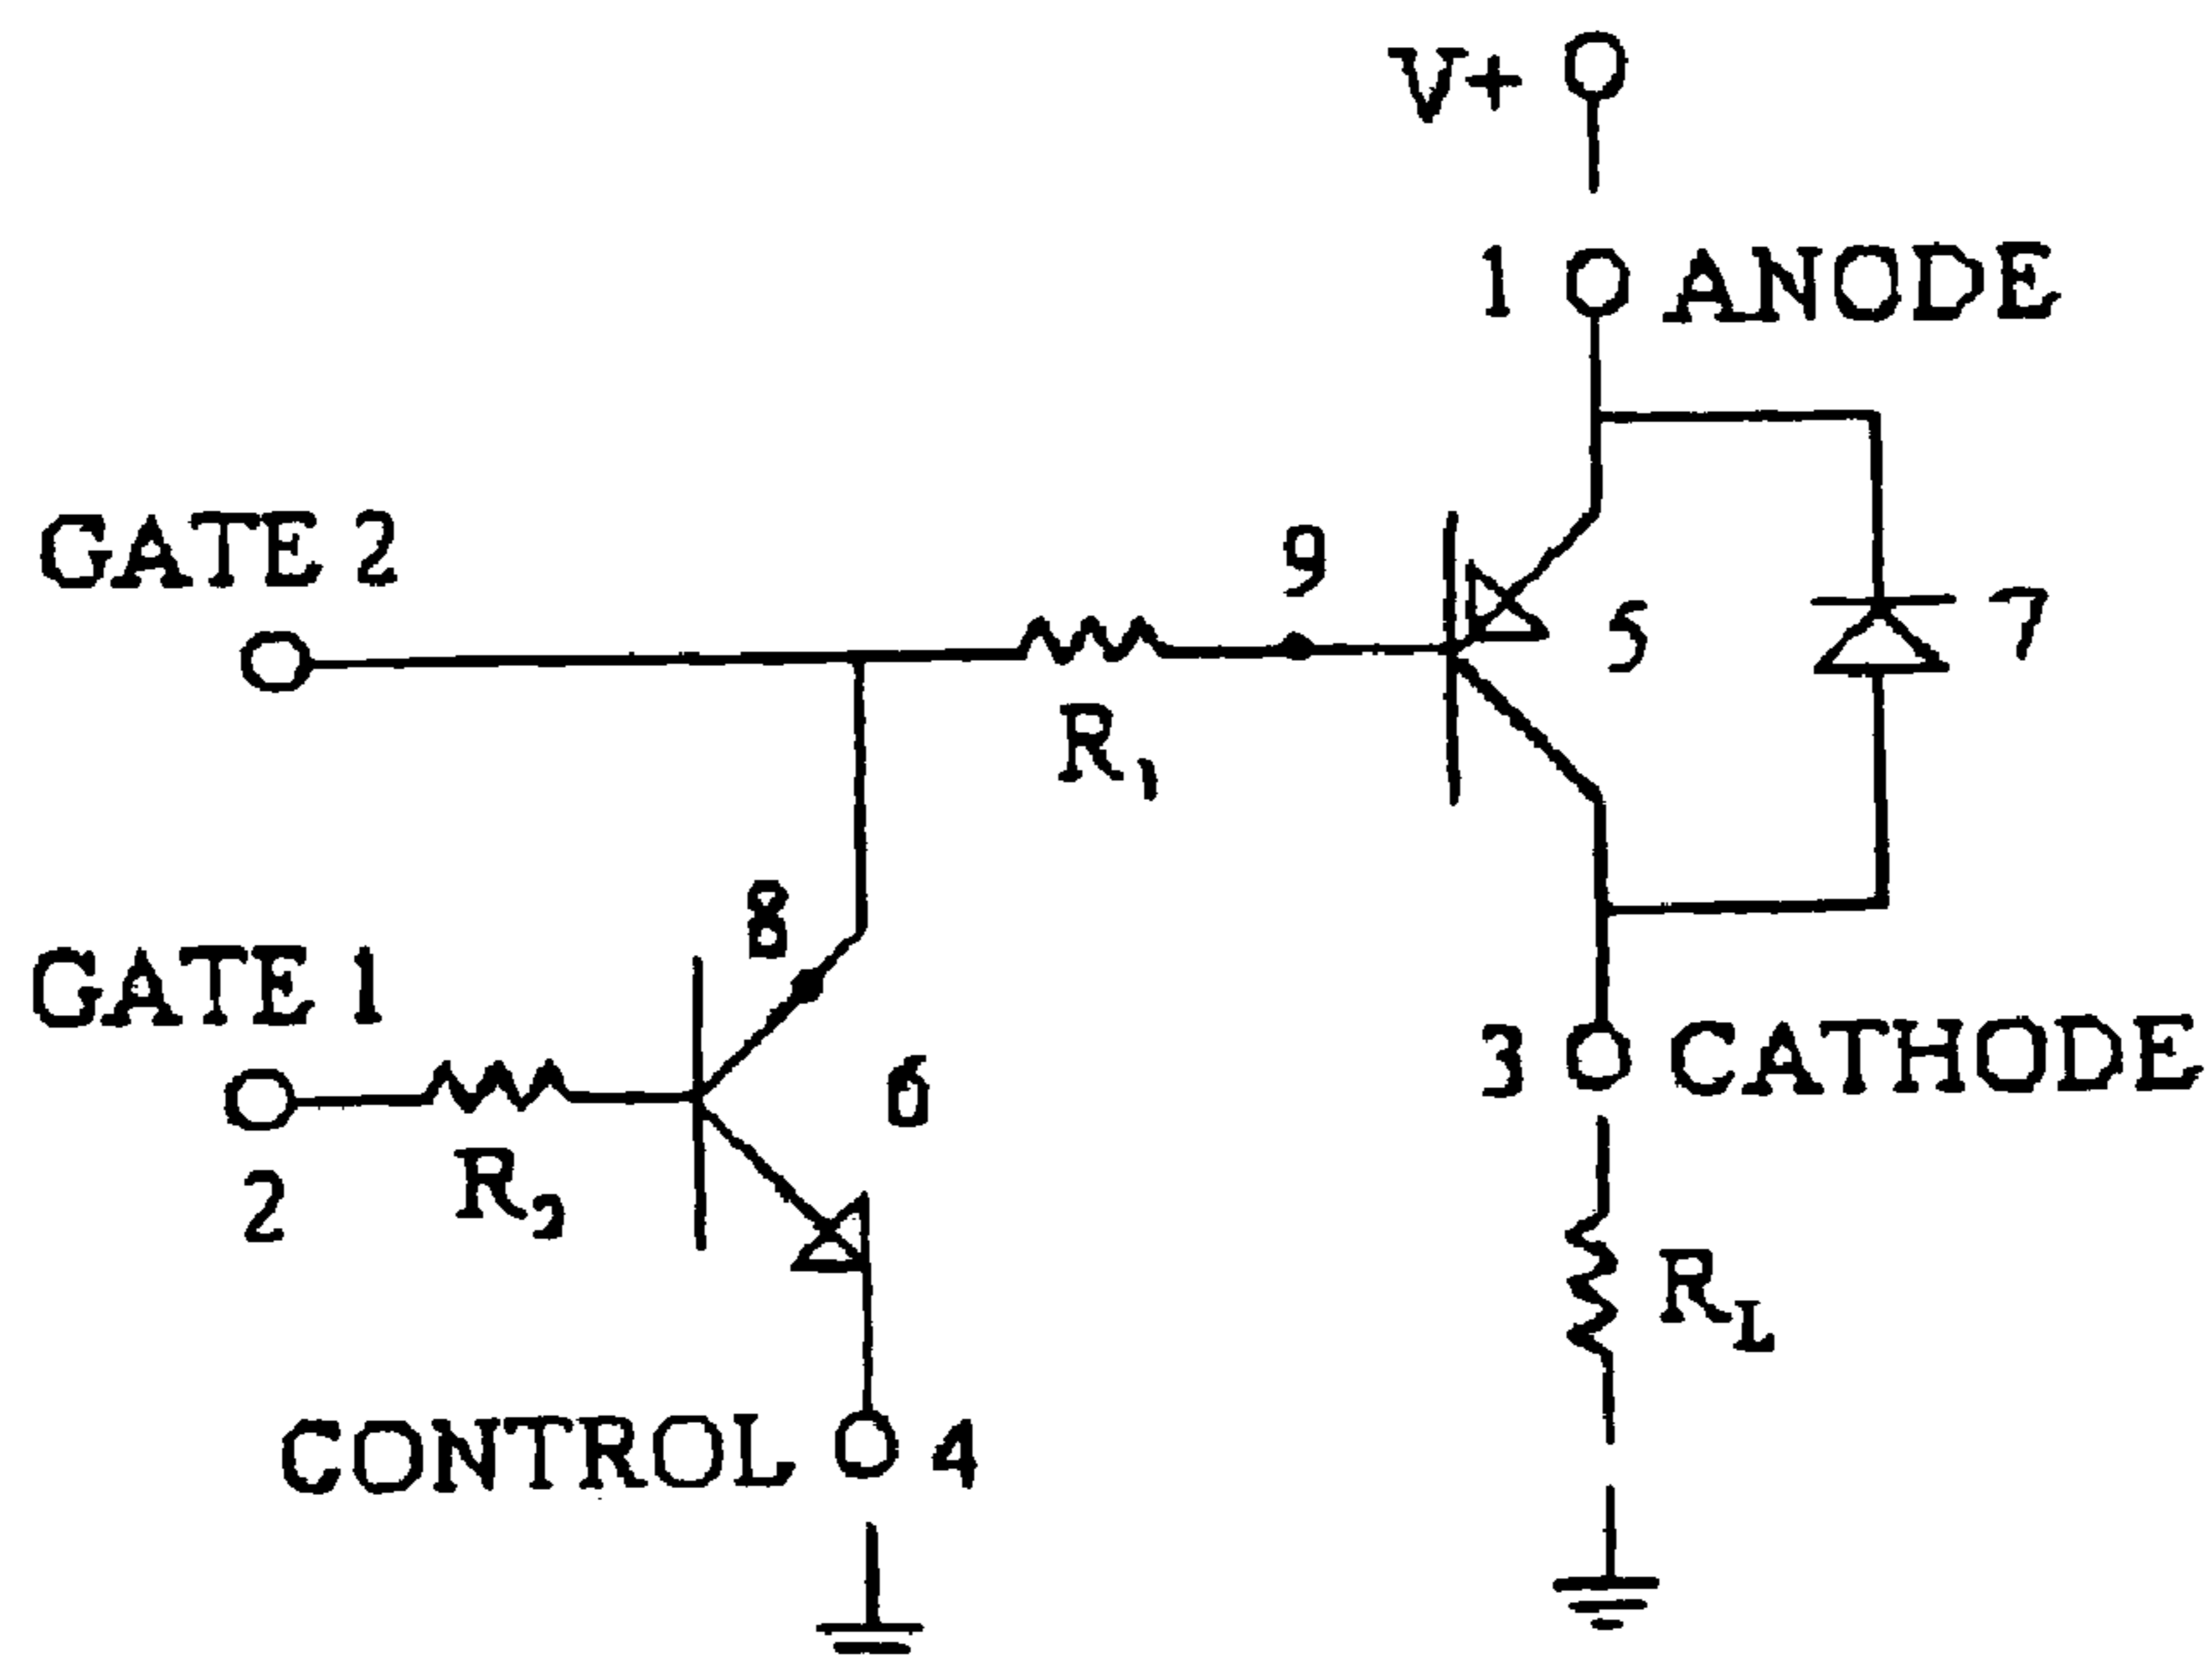 V+
1 ANODE
GATE 2
9
5
7
R1
8
GATE 1
6
3 CATHODE
2
R2
RL
CONTROL 4